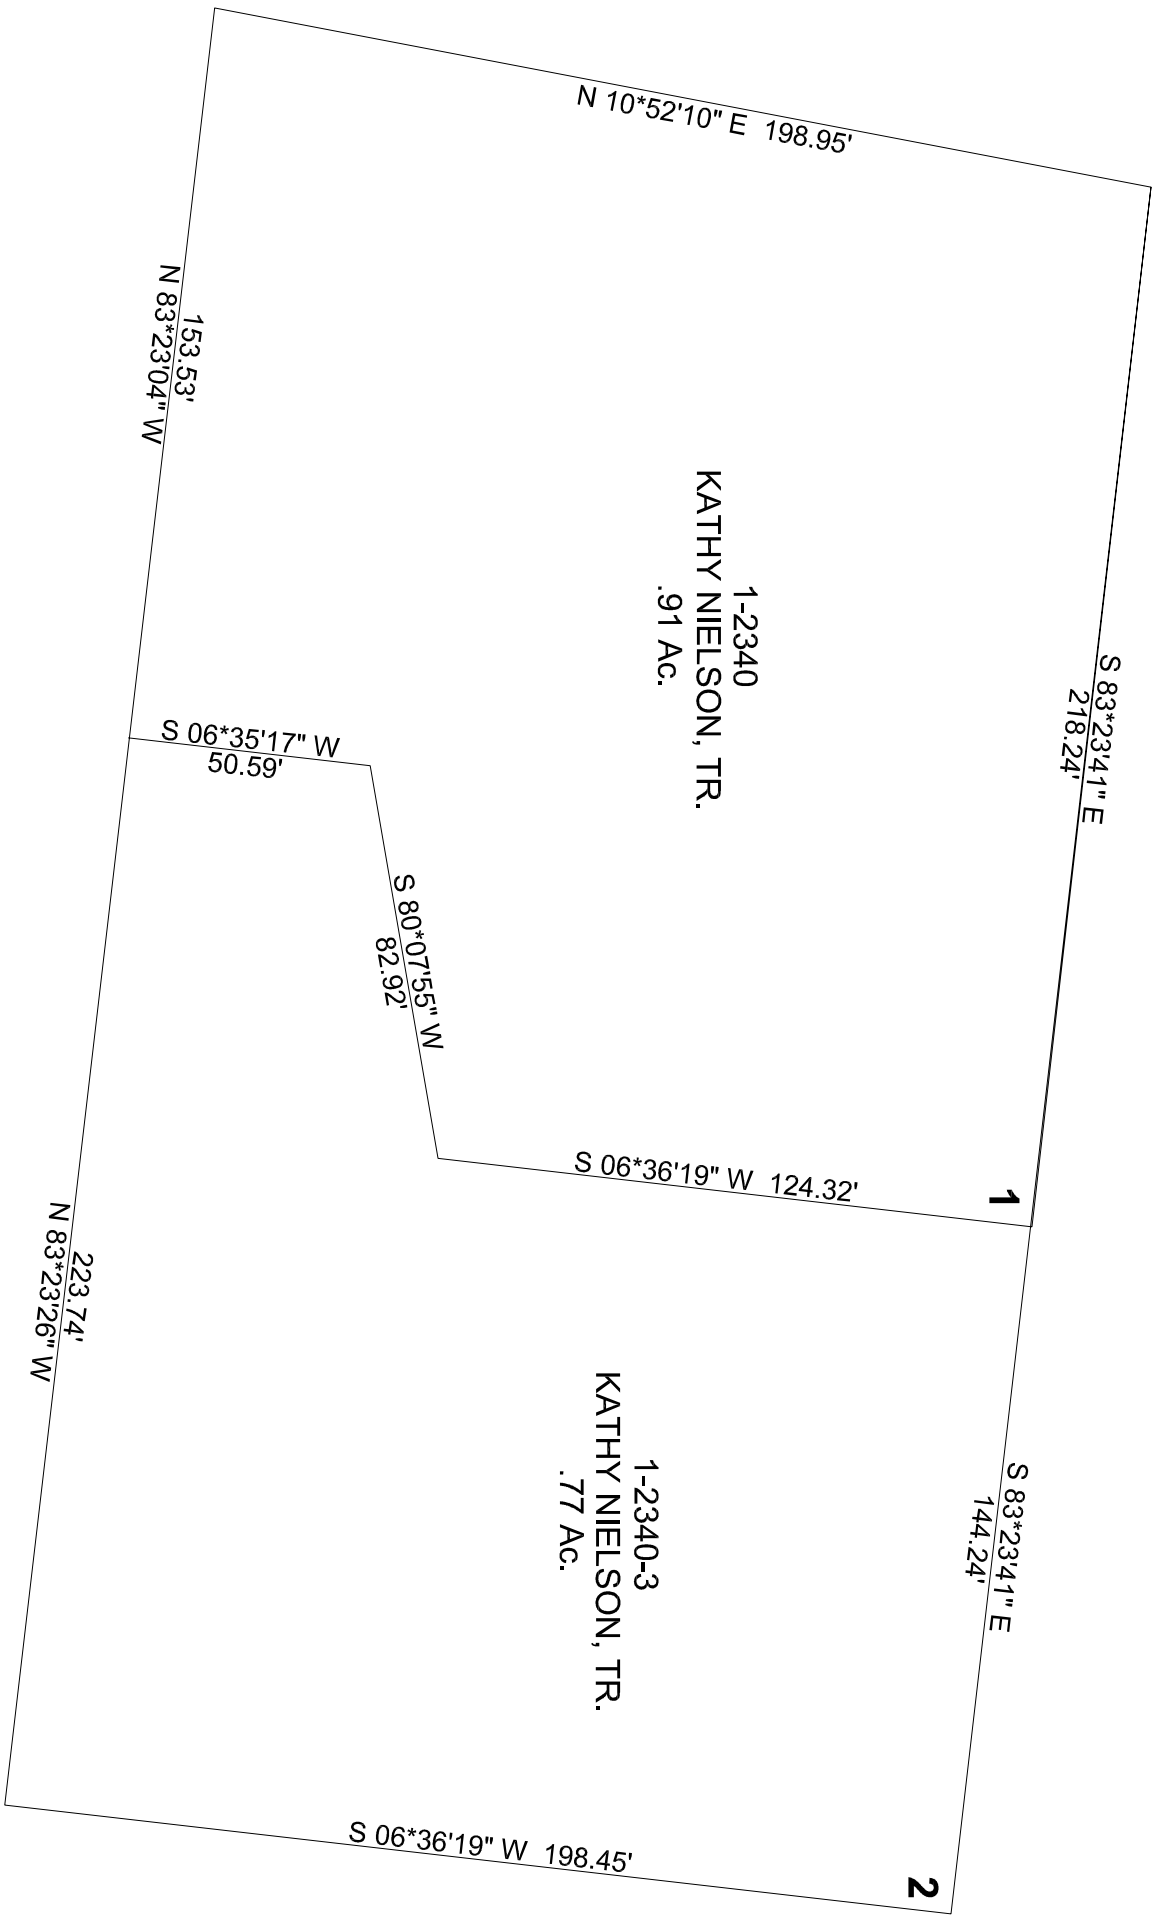 N 10*52'10" E 198.95'
S 83*23'41" E
218.24'
153.53'
N 83*23'04" W
1-2340
KATHY NIELSON, TR.
.91 Ac.
S 06*35'17" W
50.59'
S 80*07'55" W
82.92'
S 06*36'19" W 124.32'
1
S 83*23'41" E
144.24'
223.74'
N 83*23'26" W
1-2340-3
KATHY NIELSON, TR.
.77 Ac.
S 06*36'19" W 198.45'
2